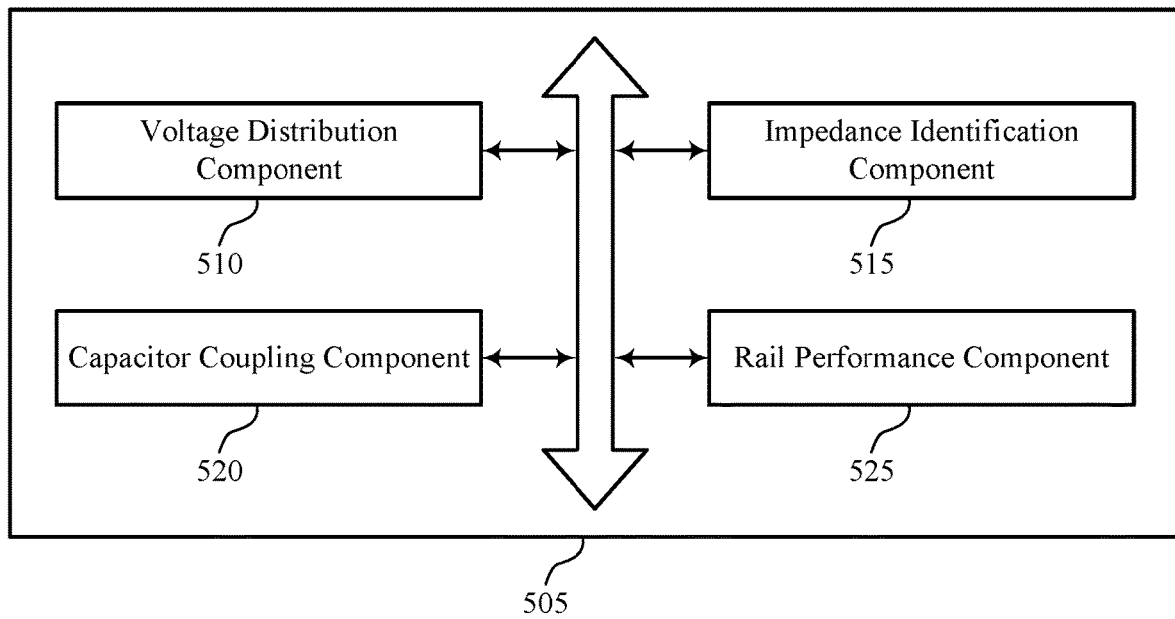 Voltage Distribution
Component
510
Impedance Identification
Component
515
Capacitor Coupling Component
520
Rail Performance Component
525
505